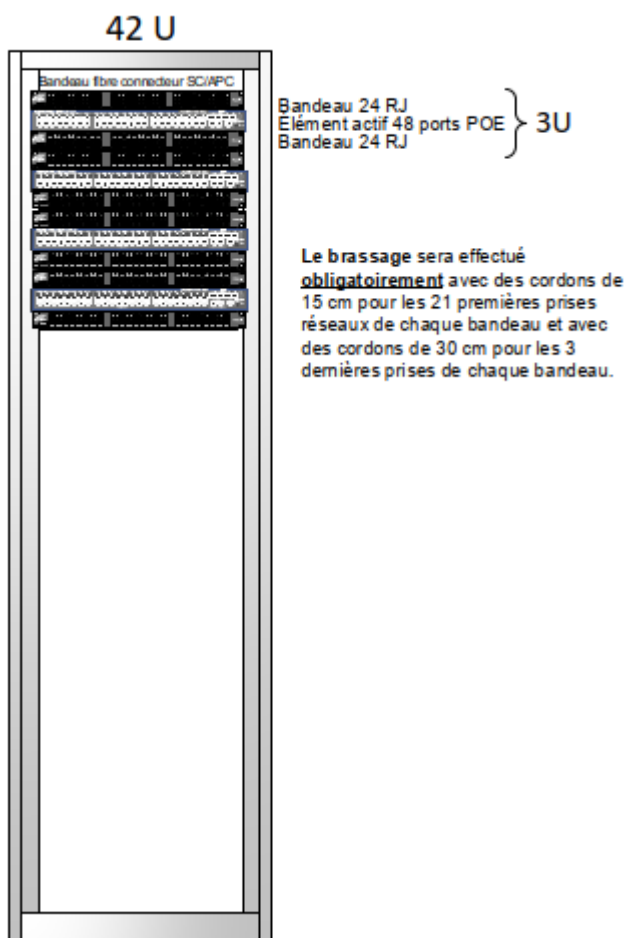 42 U
Bandeau fibre connecteur SC/APC
Bandeau 24 RJ
Elément actif 48 ports POE
Bandeau 24 RJ
3U
Le brassage sera effectué
obligatoirement avec des cordons de
15 cm pour les 21 premières prises
réseaux de chaque bandeau et avec
des cordons de 30 cm pour les 3
dernières prises de chaque bandeau.